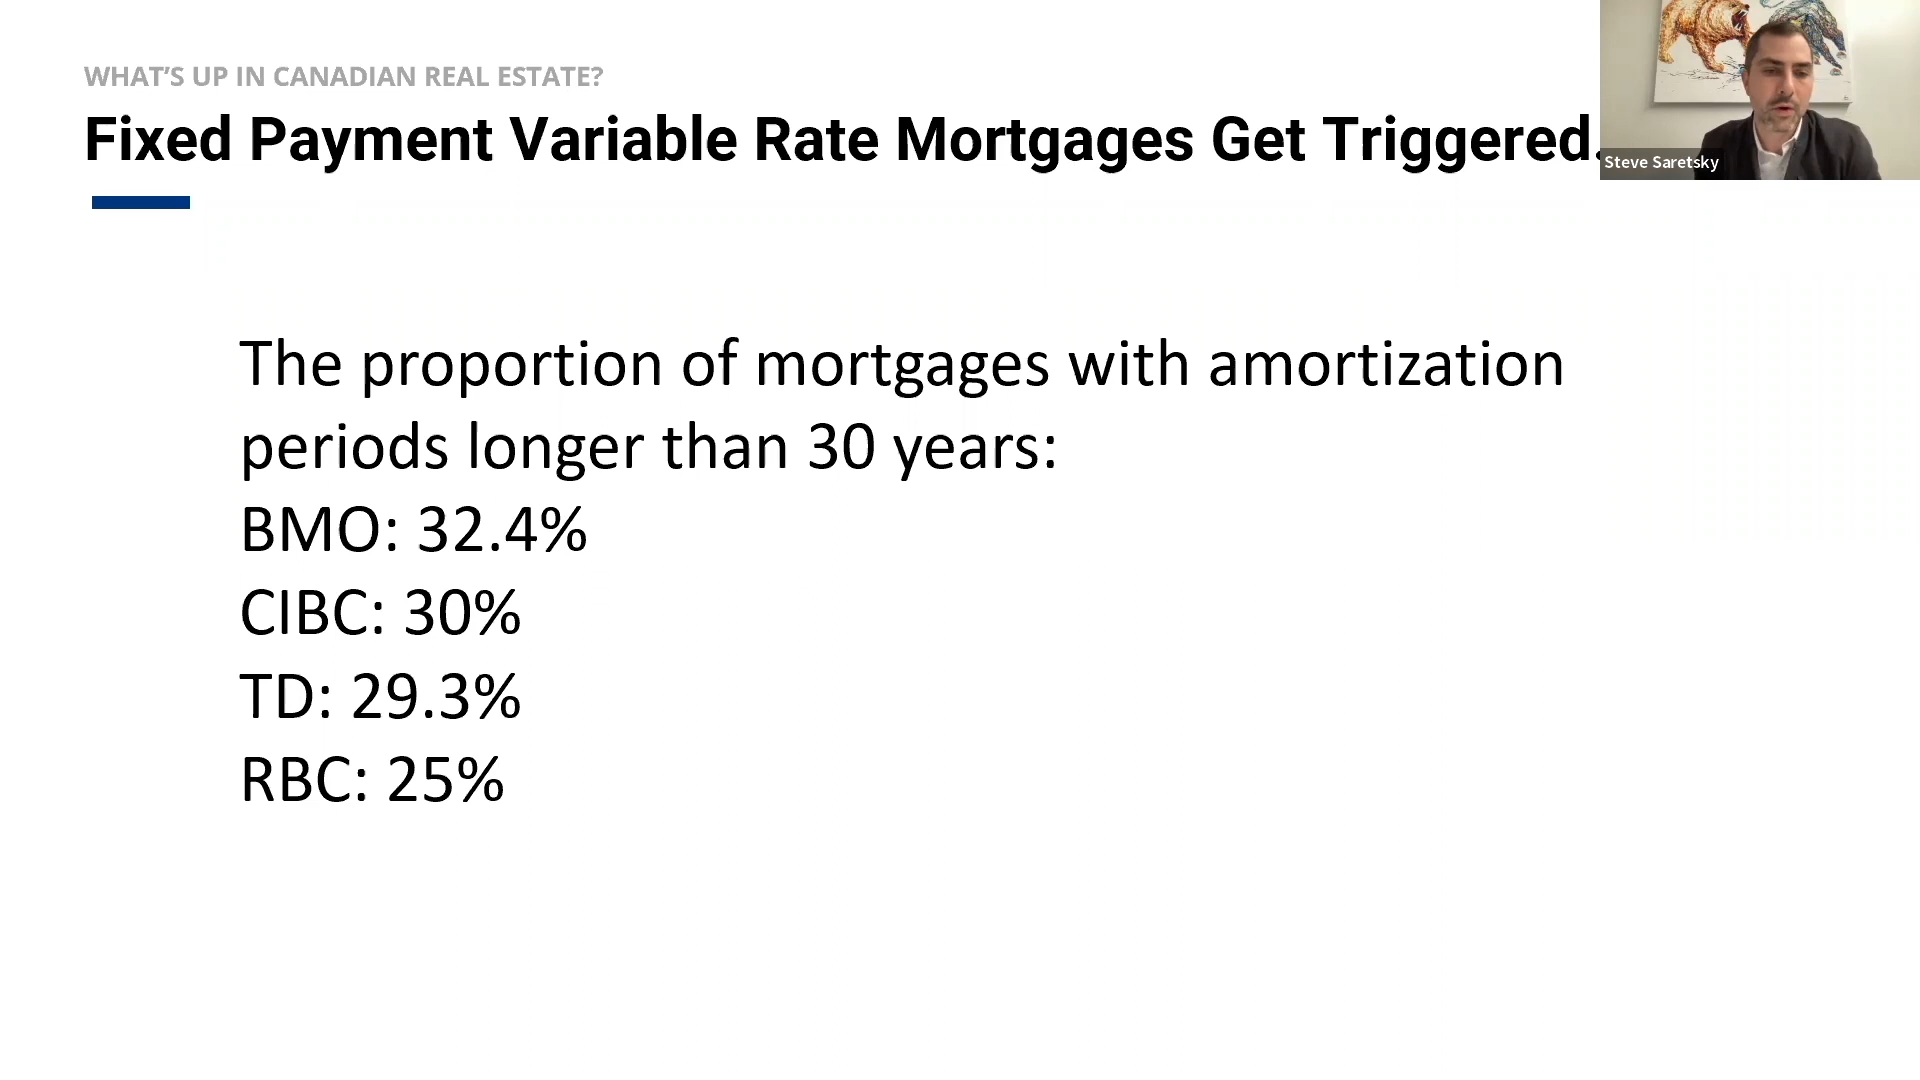 WHAT'S UP IN CANADIAN REAL ESTATE?
Fixed Payment Variable Rate Mortgages Get Triggered.
Steve Saretsky
The proportion of mortgages with amortization
periods longer than 30 years:
BMO: 32.4%
CIBC: 30%
TD: 29.3%
RBC: 25%